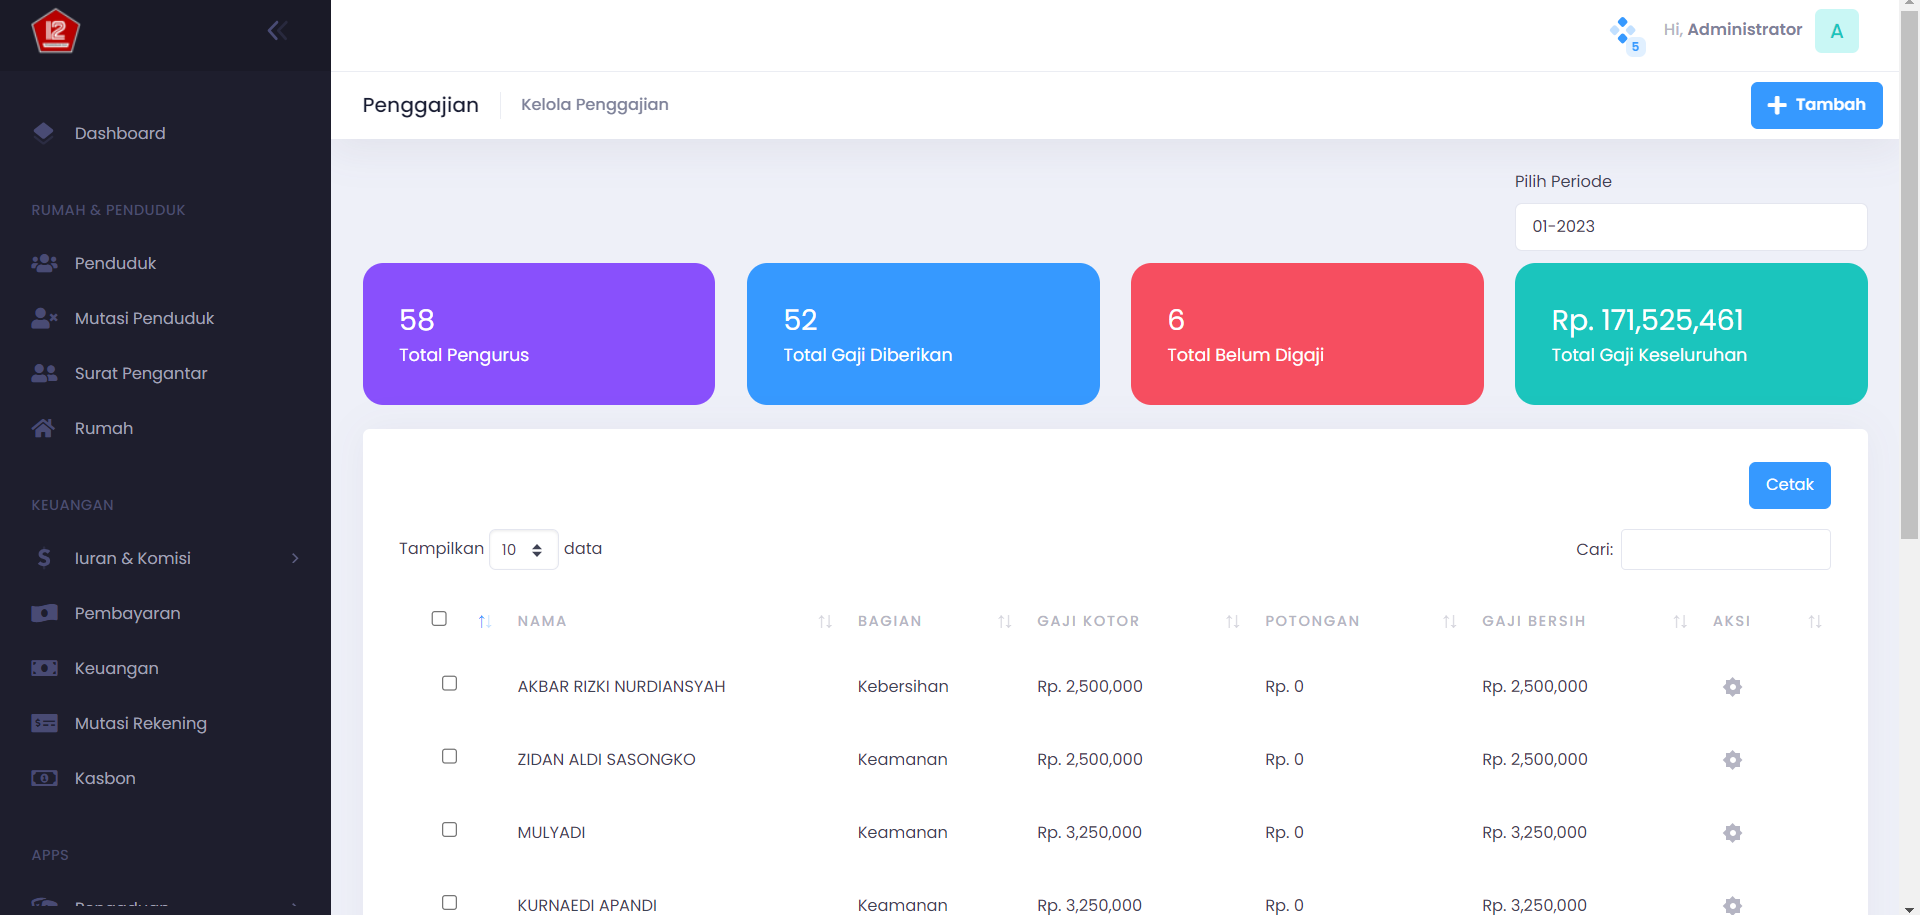 12
Dashboard
RUMAH & PENDUDUK
Penduduk
Mutasi Penduduk
Surat Pengantar
Rumah
KEUANGAN
Iuran & Komisi
Pembayaran
Keuangan
Mutasi Rekening
Kasbon
APPS
Pengaduan
5
Hi, Administrator
A
Penggajian
Kelola Penggajian
Tambah
Pilih Periode
01-2023
58
Total Pengurus
52
Total Gaji Diberikan
6
Total Belum Digaji
Rp. 171,525,461
Total Gaji Keseluruhan
Cetak
Tampilkan 10 data
Cari:
NAMA BAGIAN GAJI KOTOR POTONGAN GAJI BERSIH AKSI
AKBAR RIZKI NURDIANSYAH Kebersihan Rp. 2,500,000 Rp. 0 Rp. 2,500,000
ZIDAN ALDI SASONGKO Keamanan Rp. 2,500,000 Rp. 0 Rp. 2,500,000
MULYADI Keamanan Rp. 3,250,000 Rp. 0 Rp. 3,250,000
KURNAEDI APANDI Keamanan Rp. 3,250,000 Rp. 0 Rp. 3,250,000